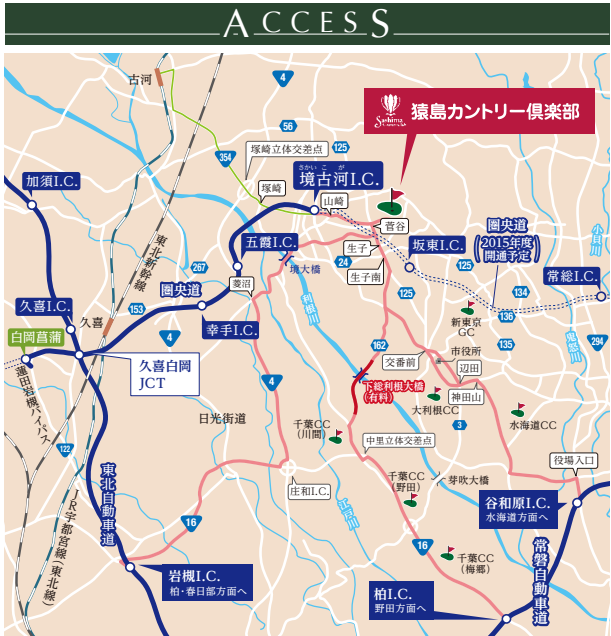 ACCESS
古河
4
56
125
354
塚崎立体交差点
Sashima
猿島カントリー倶楽部
加須I.C.
塚崎
さかい こ が
境古河I.C.
山崎
菅谷
東北新幹線
五霞I.C.
生子
24
坂東I.C.
圏央道
2015年度
開通予定
小貝川
267
境大橋
生子南
菱沼
125
134
常総I.C.
久喜I.C.
久喜
153
圏央道
幸手I.C.
利根川
新東京
GC
136
135
鬼怒川
294
白岡菖蒲
4
162
交番前
市役所
久喜白岡
JCT
蓮田岩槻バイパス
4
下総利根大橋
(有料)
辺田
神田山
大利根CC
水海道CC
日光街道
千葉CC
(川間)
中里立体交差点
3
122
役場入口
東北自動車道
庄和I.C.
江戸川
千葉CC
(野田)
芽吹大橋
谷和原I.C.
水海道方面へ
JR宇都宮線(東北線)
16
16
千葉CC
(梅郷)
常磐自動車道
岩槻I.C.
柏・春日部方面へ
柏I.C.
野田方面へ